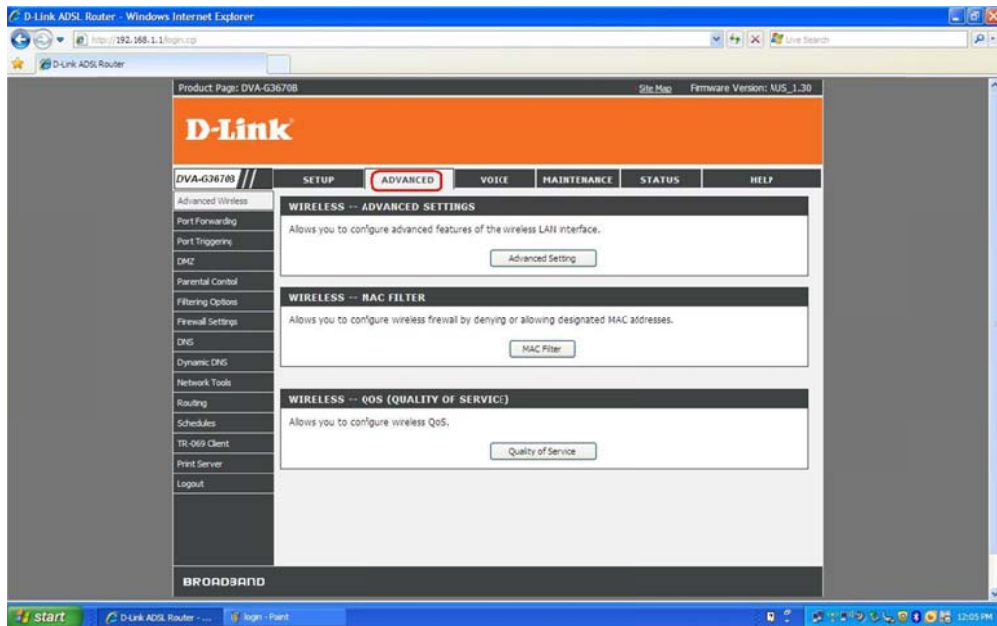 D-Link ADSL Router - Windows Internet Explorer
http://192.168.1.1/login.cgi
Live Search
D-Link ADSL Router
Product Page: DVA-G3670B
Site Map
Firmware Version: AUS_1.30
D-Link
DVA-G3670B
SETUP
ADVANCED
VOICE
MAINTENANCE
STATUS
HELP
Advanced Wireless
Port Forwarding
Port Triggering
DMZ
Parental Control
Filtering Options
Firewall Settings
DNS
Dynamic DNS
Network Tools
Routing
Schedules
TR-069 Client
Print Server
Logout
WIRELESS -- ADVANCED SETTINGS
Allows you to configure advanced features of the wireless LAN interface.
Advanced Setting
WIRELESS -- MAC FILTER
Allows you to configure wireless firewall by denying or allowing designated MAC addresses.
MAC Filter
WIRELESS -- QOS (QUALITY OF SERVICE)
Allows you to configure wireless QoS.
Quality of Service
BROADBAND
start
D-Link ADSL Router - ...
login - Paint
12:05 PM